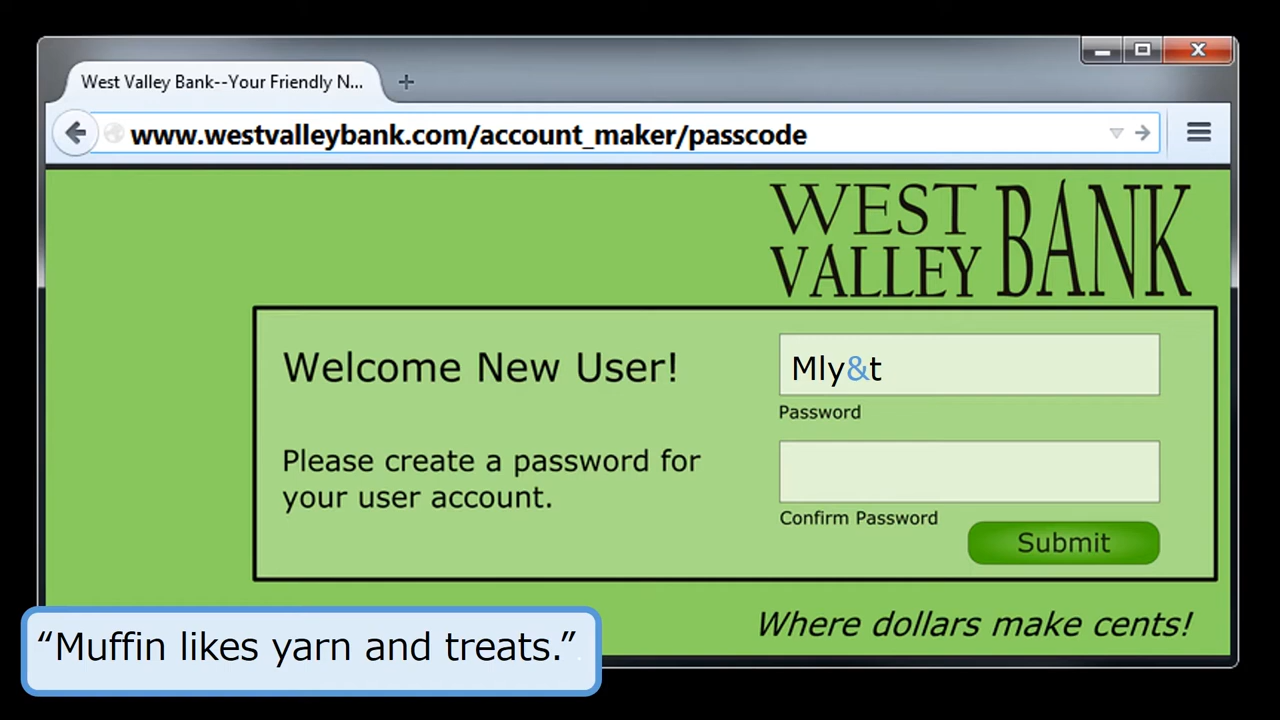 West Valley Bank--Your Friendly N...
www.westvalleybank.com/account_maker/passcode
WEST VALLEY BANK
Welcome New User!
Mly&t
Password
Please create a password for
your user account.
Confirm Password
Submit
Where dollars make cents!
“Muffin likes yarn and treats.”